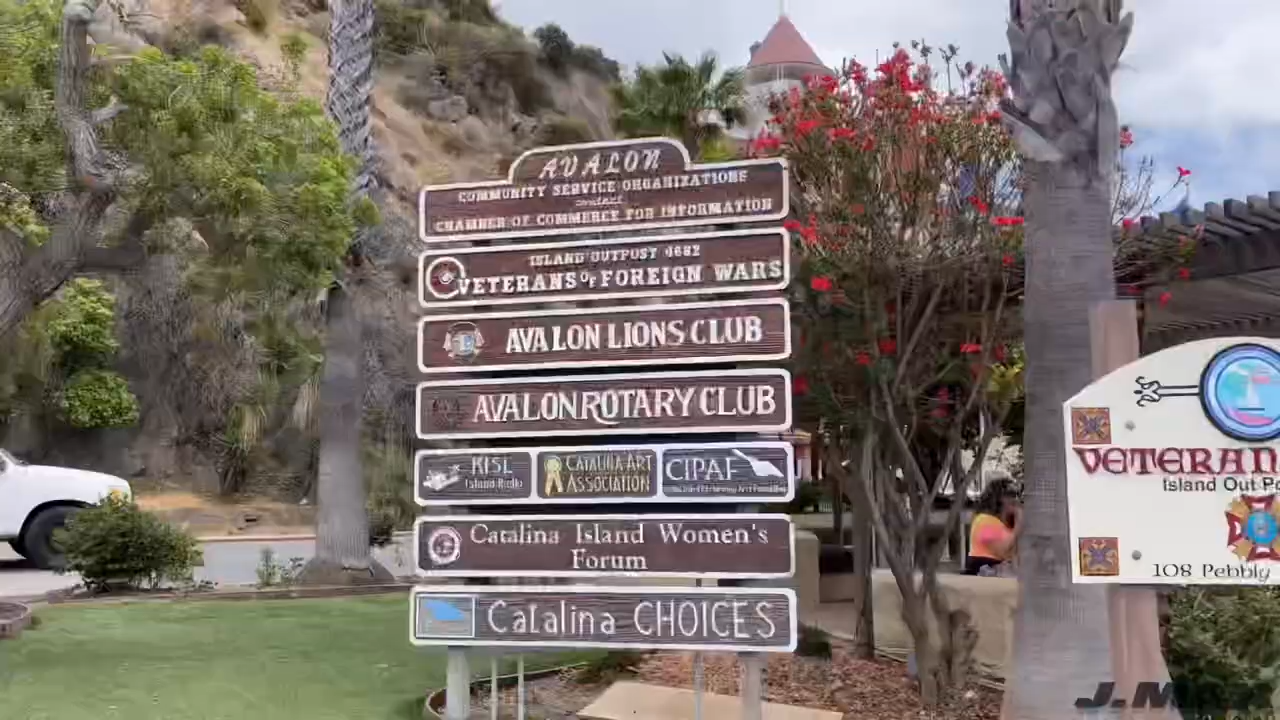 AVALON
COMMUNITY SERVICE ORGANIZATIONS
contact
CHAMBER OF COMMERCE FOR INFORMATION
ISLAND OUTPOST 4682
VETERANS OF FOREIGN WARS
AVALON LIONS CLUB
AVALON ROTARY CLUB
KISL
Island Radio
CATALINA ART
ASSOCIATION
CIPAF
Catalina Island Women's
Forum
Catalina CHOICES
VETERAN
Island Out Po
108 Pebbly